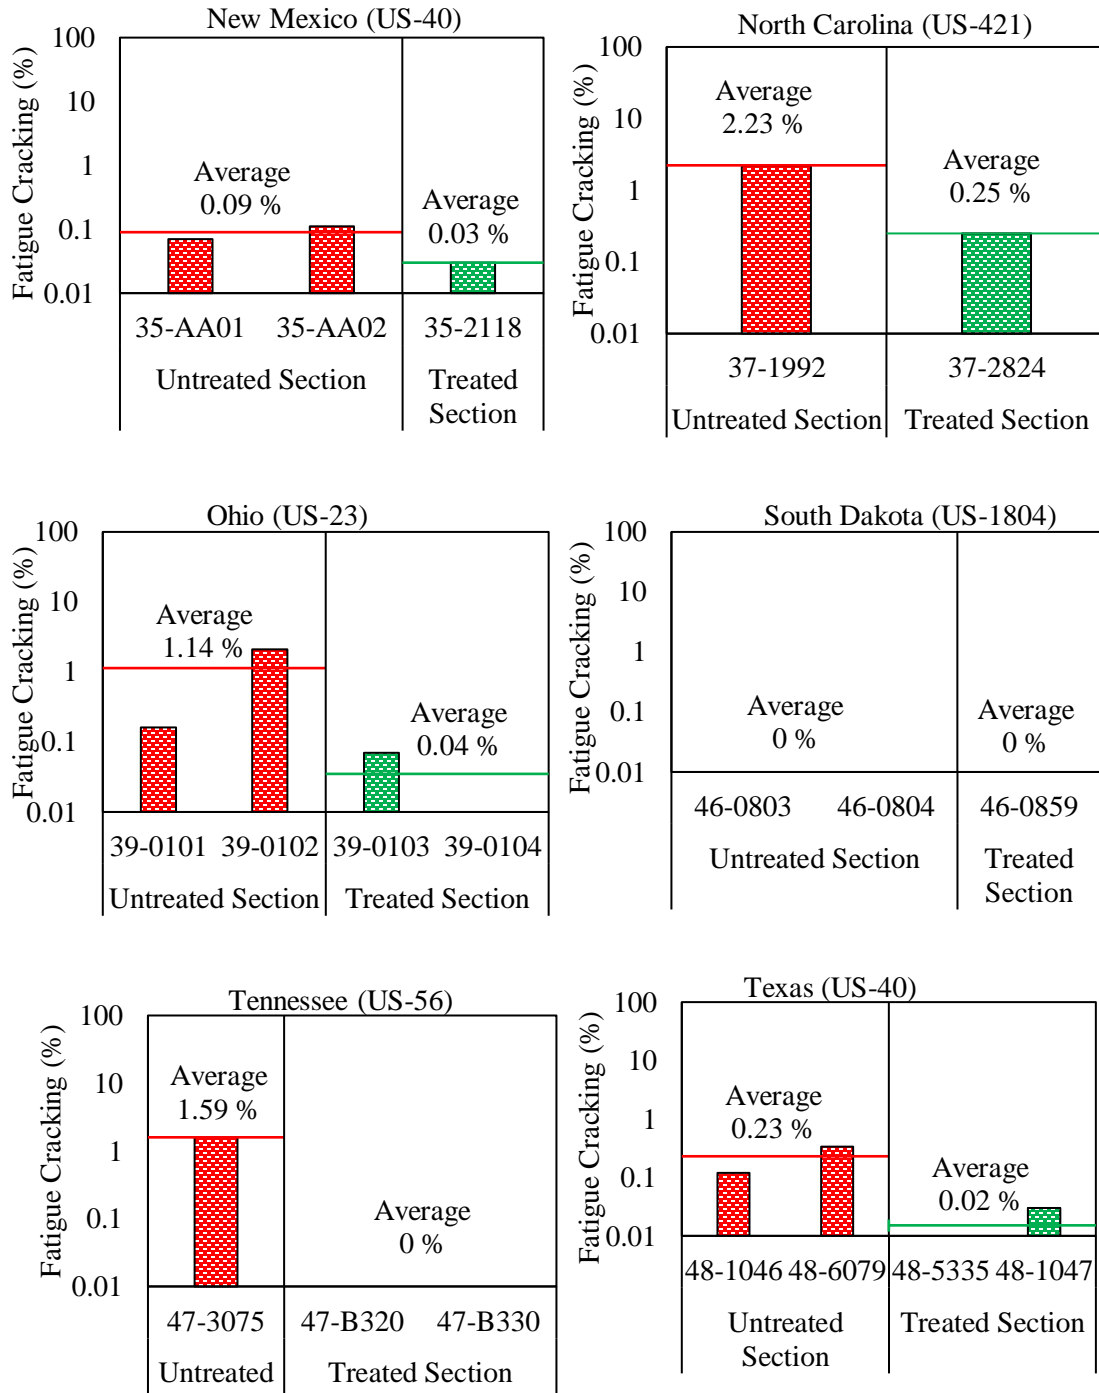 New Mexico (US-40)
Fatigue Cracking (%)
100
10
1
0.1
0.01
Average
0.09 %
Average
0.03 %
35-AA01 35-AA02 35-2118
Untreated Section
Treated
Section
North Carolina (US-421)
Fatigue Cracking (%)
100
10
1
0.1
0.01
Average
2.23 %
Average
0.25 %
37-1992 37-2824
Untreated Section Treated Section
Ohio (US-23)
Fatigue Cracking (%)
100
10
1
0.1
0.01
Average
1.14 %
Average
0.04 %
39-0101 39-0102 39-0103 39-0104
Untreated Section Treated Section
South Dakota (US-1804)
Fatigue Cracking (%)
100
10
1
0.1
0.01
Average
0 %
Average
0 %
46-0803 46-0804 46-0859
Untreated Section
Treated
Section
Tennessee (US-56)
Fatigue Cracking (%)
100
10
1
0.1
0.01
Average
1.59 %
Average
0 %
47-3075 47-B320 47-B330
Untreated Treated Section
Texas (US-40)
Fatigue Cracking (%)
100
10
1
0.1
0.01
Average
0.23 %
Average
0.02 %
48-1046 48-6079 48-5335 48-1047
Untreated
Section
Treated Section